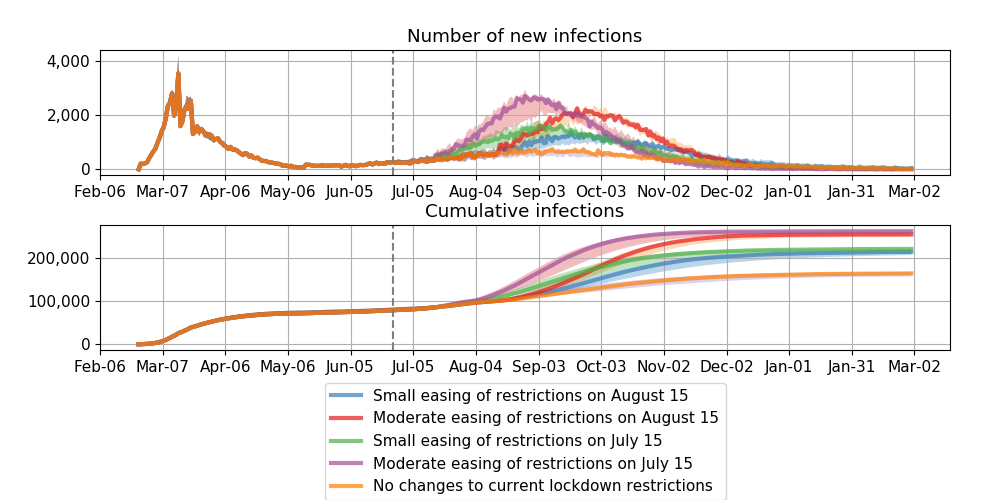 Number of new infections
4,000
2,000
0
Feb-06 Mar-07 Apr-06 May-06 Jun-05 Jul-05 Aug-04 Sep-03 Oct-03 Nov-02 Dec-02 Jan-01 Jan-31 Mar-02
Cumulative infections
200,000
100,000
0
Feb-06 Mar-07 Apr-06 May-06 Jun-05 Jul-05 Aug-04 Sep-03 Oct-03 Nov-02 Dec-02 Jan-01 Jan-31 Mar-02
Small easing of restrictions on August 15
Moderate easing of restrictions on August 15
Small easing of restrictions on July 15
Moderate easing of restrictions on July 15
No changes to current lockdown restrictions